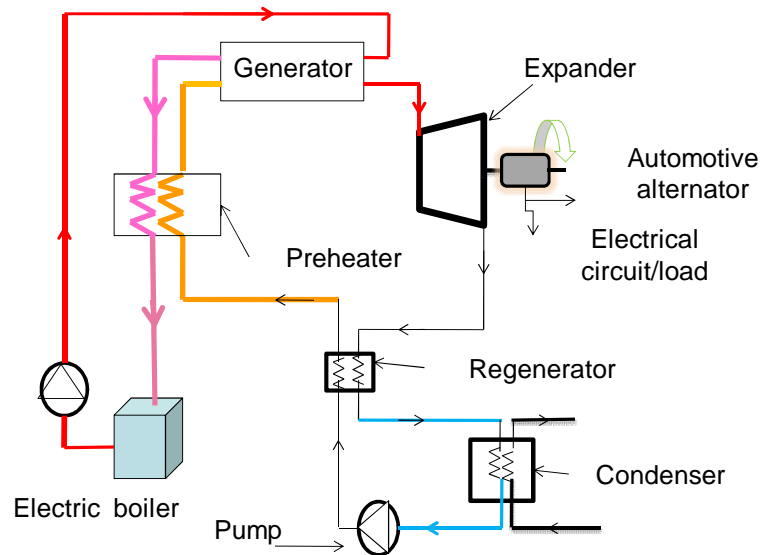 Generator
Expander
Automotive
alternator
Electrical
circuit/load
Preheater
Regenerator
Condenser
Electric boiler
Pump